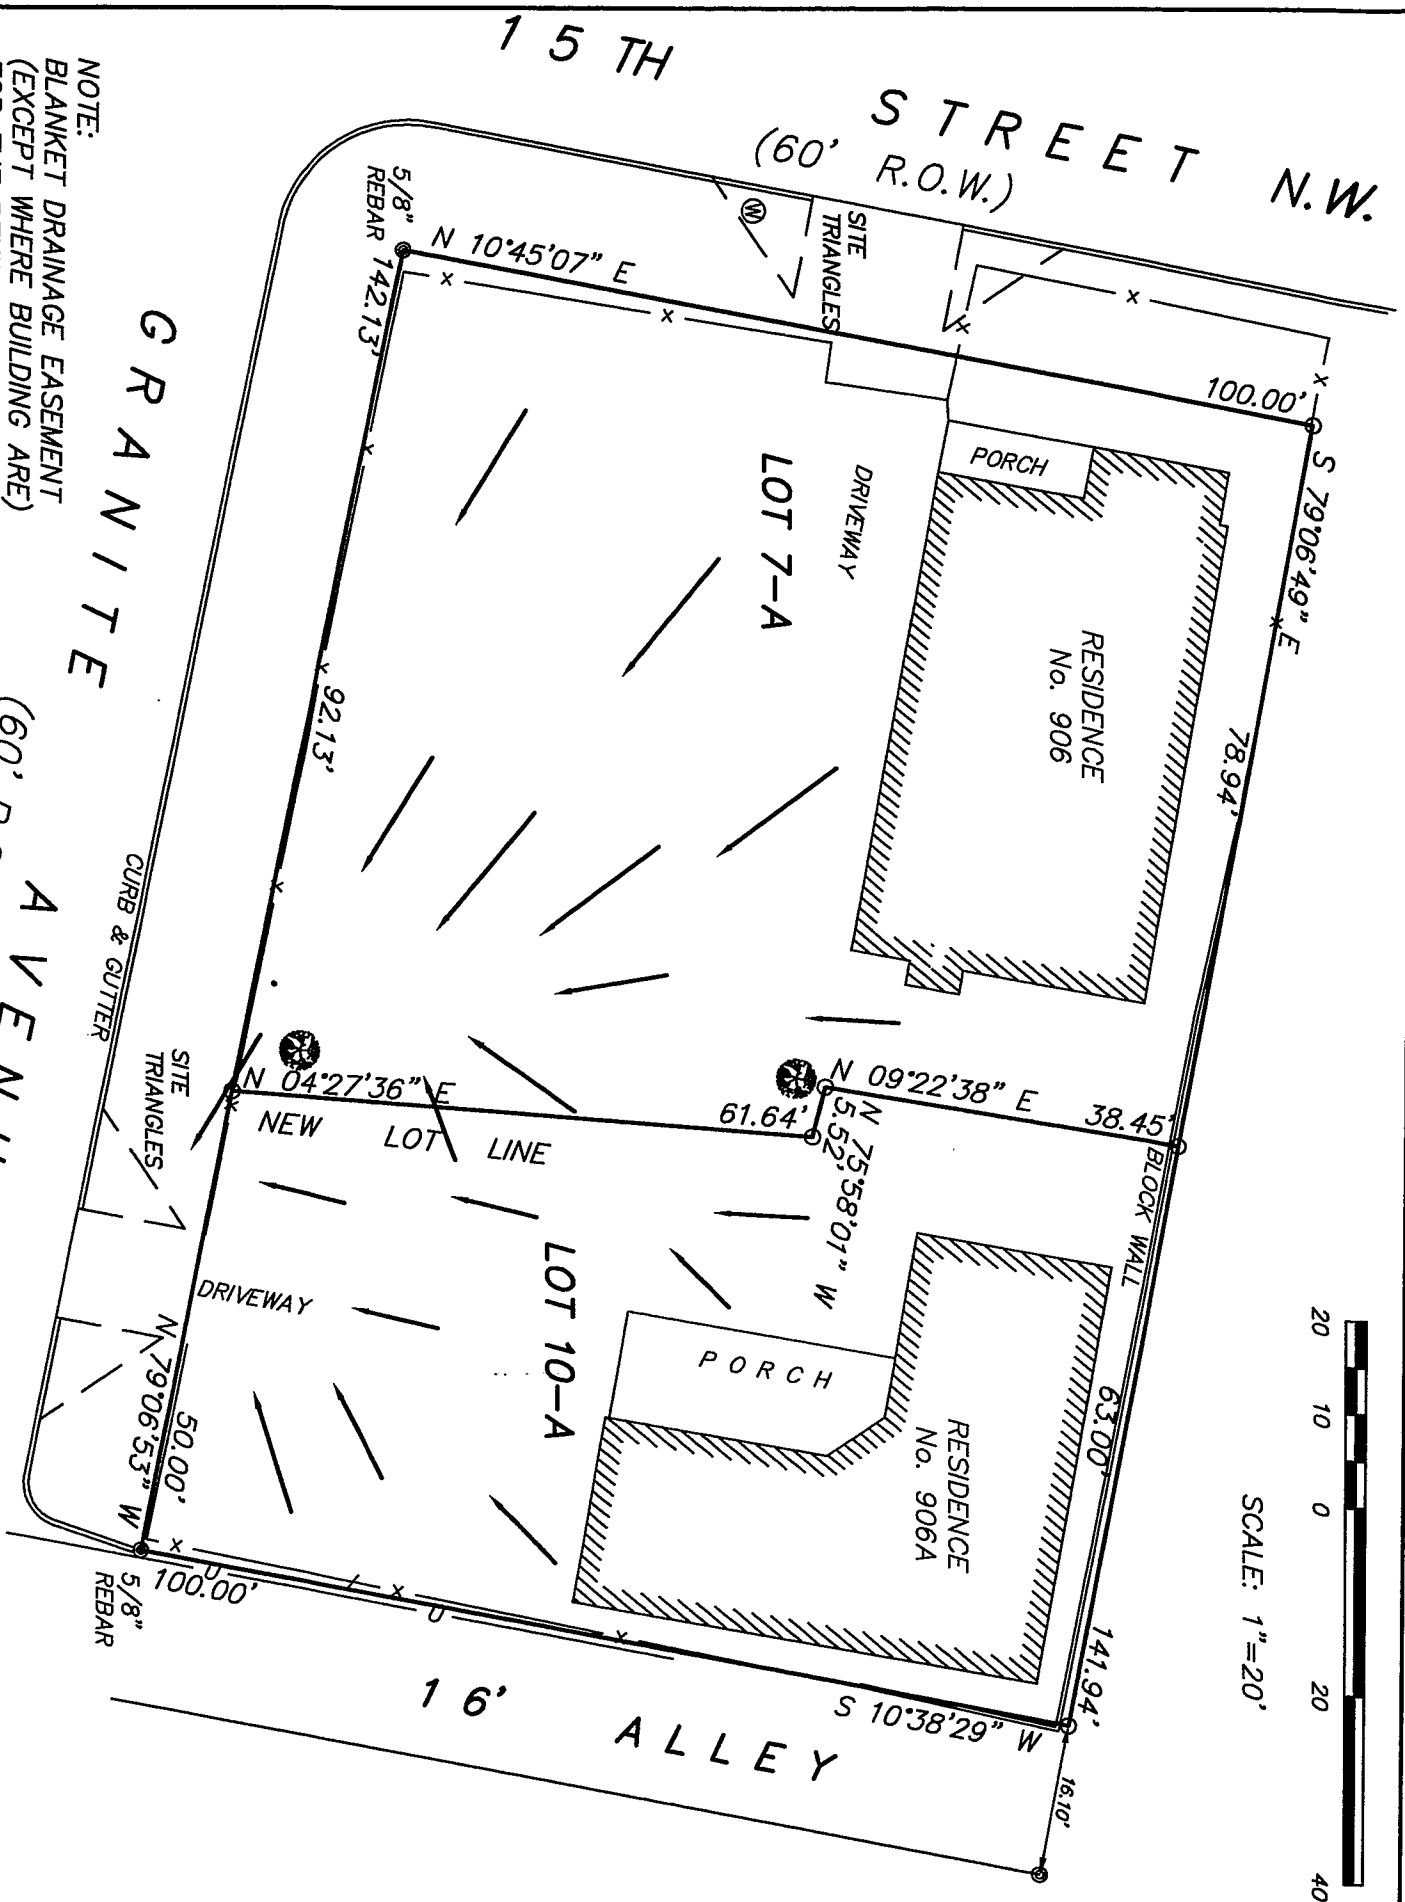 15TH STREET N.W.
(60' R.O.W.)
NOTE:
BLANKET DRAINAGE EASEMENT
(EXCEPT WHERE BUILDING ARE)
GRANITE
(60'
CURB & GUTTER
SITE
TRIANGLES
5/8"
REBAR
142.13'
N 10°45'07" E
100.00'
SITE
TRIANGLES
W
92.13'
LOT 7-A
DRIVEWAY
PORCH
RESIDENCE
No. 906
S 79°06'49" E
78.94'
N 04°27'36" E
61.64'
NEW LOT LINE
N 09°22'38" E
38.45'
N 75°58'01" W
5.52'
BLOCK WALL
63.00'
141.94'
LOT 10-A
DRIVEWAY
PORCH
RESIDENCE
No. 906A
50.00'
N 79°06'53" W
5/8"
REBAR
100.00'
S 10°38'29" W
16' ALLEY
16.10'
20 10 0 20 40
SCALE: 1"=20'